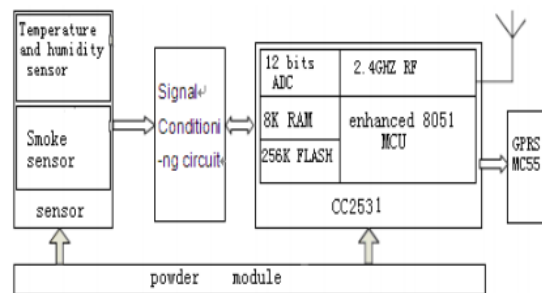 Temperature
and humidity
sensor
Smoke
sensor
sensor
Signal↵
Conditioni
-ng circuit↵
12 bits
ADC
2.4GHZ RF
8K RAM
256K FLASH
enhanced 8051
MCU
CC2531
GPRS
MC55
powder module